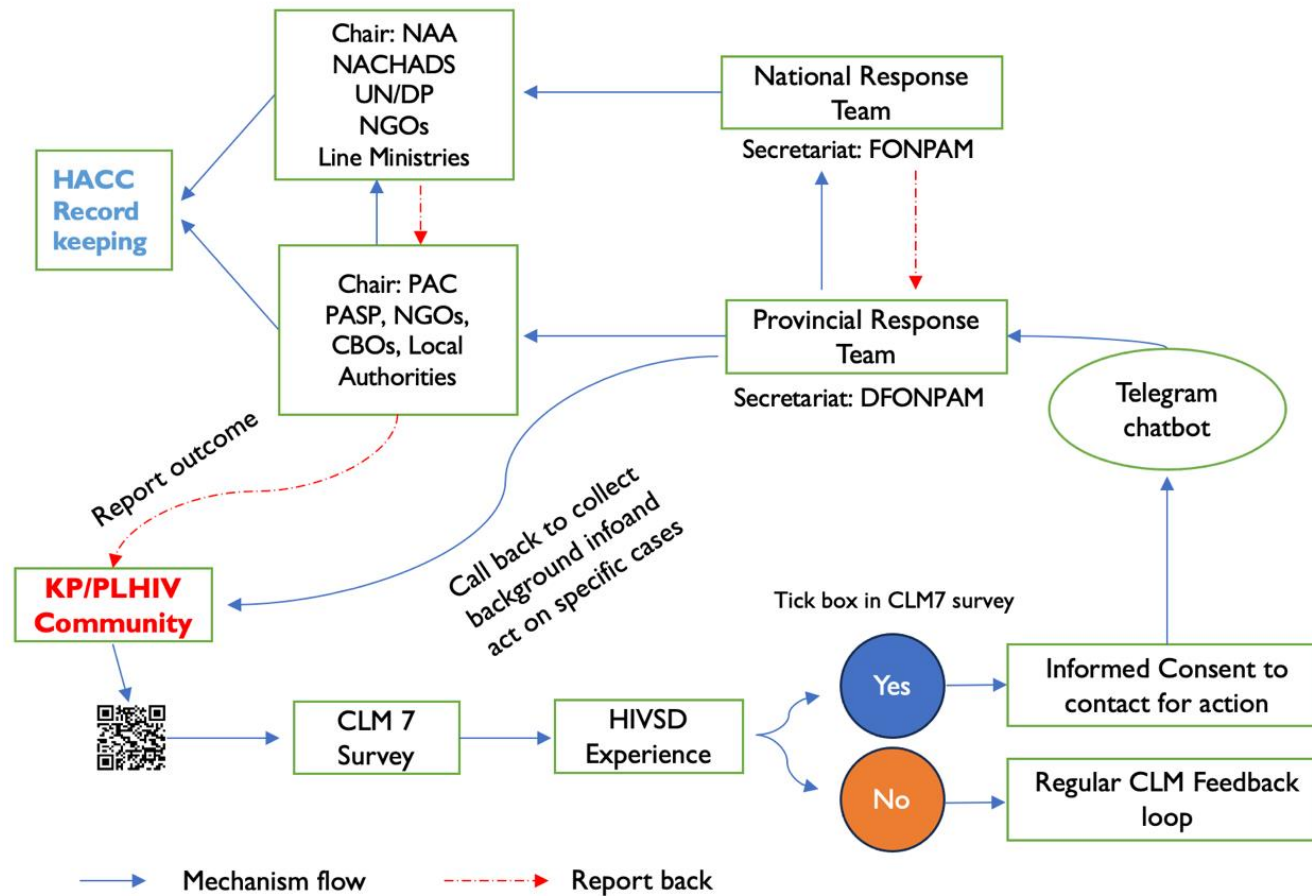 Chair: NAA
NACHADS
UN/DP
NGOs
Line Ministries
National Response
Team
Secretariat: FONPAM
HACC
Record
keeping
Chair: PAC
PASP, NGOs,
CBOs, Local
Authorities
Provincial Response
Team
Secretariat: DFONPAM
Telegram
chatbot
Report outcome
Call back to collect
background infoand
act on specific cases
KP/PLHIV
Community
Tick box in CLM7 survey
CLM 7
Survey
HIVSD
Experience
Yes
Informed Consent to
contact for action
No
Regular CLM Feedback
loop
Mechanism flow
Report back